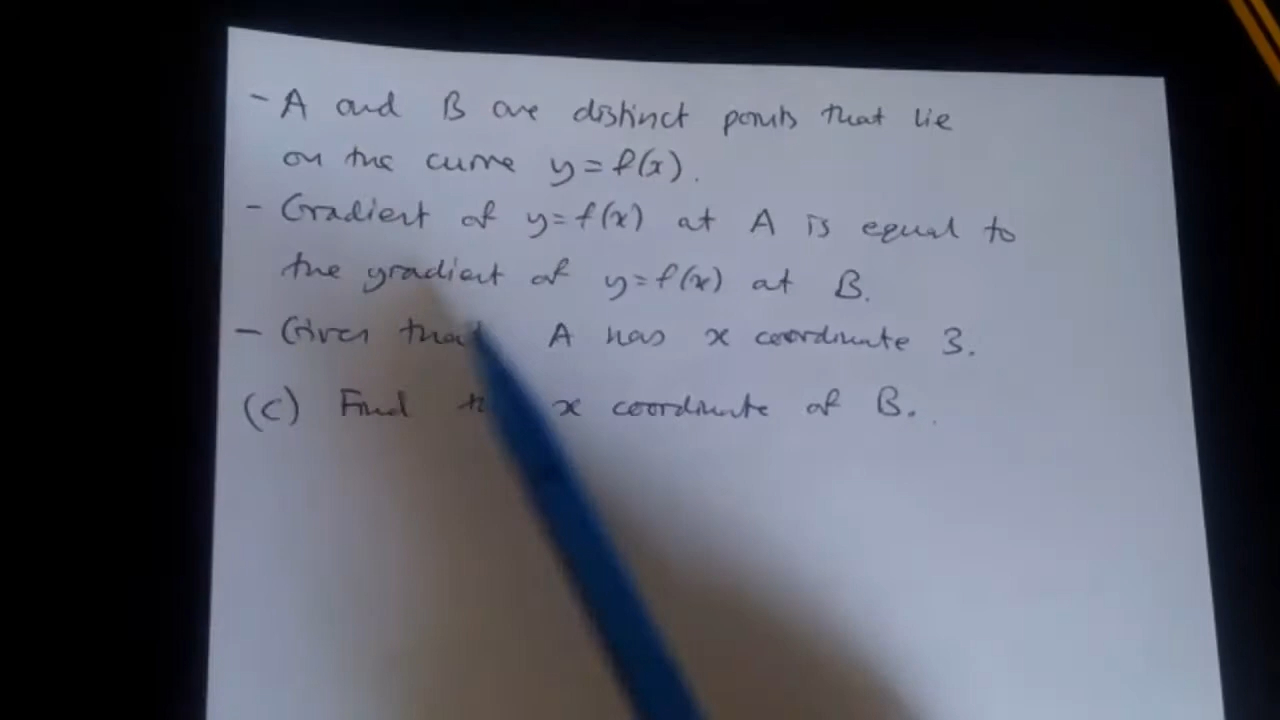 - A and B are distinct points that lie
on the curve y=f(x).
- Gradient of y=f(x) at A is equal to
the gradient of y=f(x) at B.
- Given that A has x coordinate 3.
(c) Find x coordinate of B.